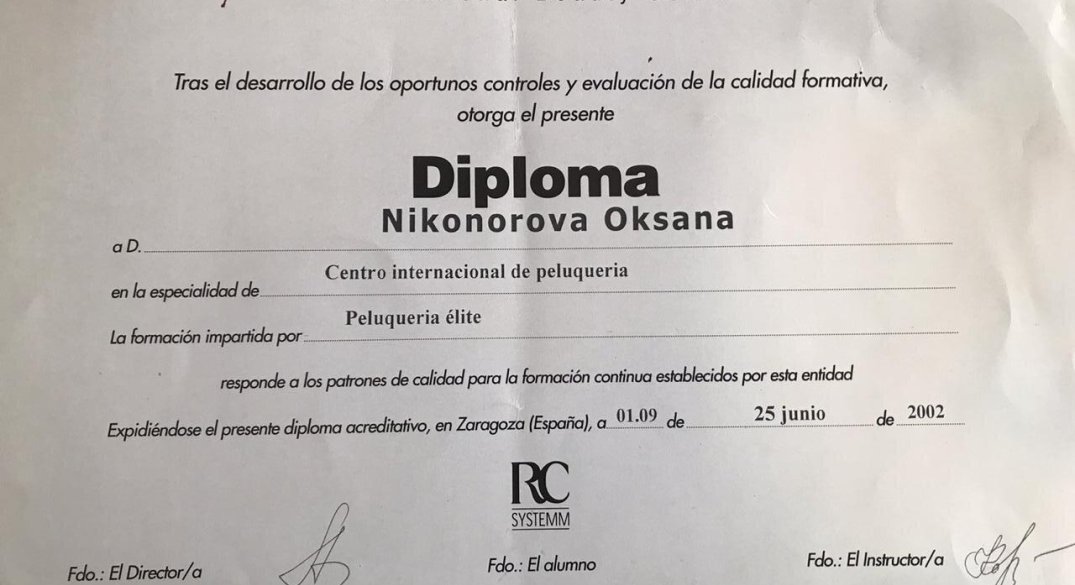 Tras el desarrollo de los oportunos controles y evaluación de la calidad formativa,
otorga el presente
Diploma
Nikonorova Oksana
a D.
Centro internacional de peluqueria
en la especialidad de
Peluqueria élite
La formación impartida por
responde a los patrones de calidad para la formación continua establecidos por esta entidad
Expidiéndose el presente diploma acreditativo, en Zaragoza (España), a 01.09 de 25 junio de 2002
RC
SYSTEMM
Fdo.: El Director/a Fdo.: El alumno Fdo.: El Instructor/a